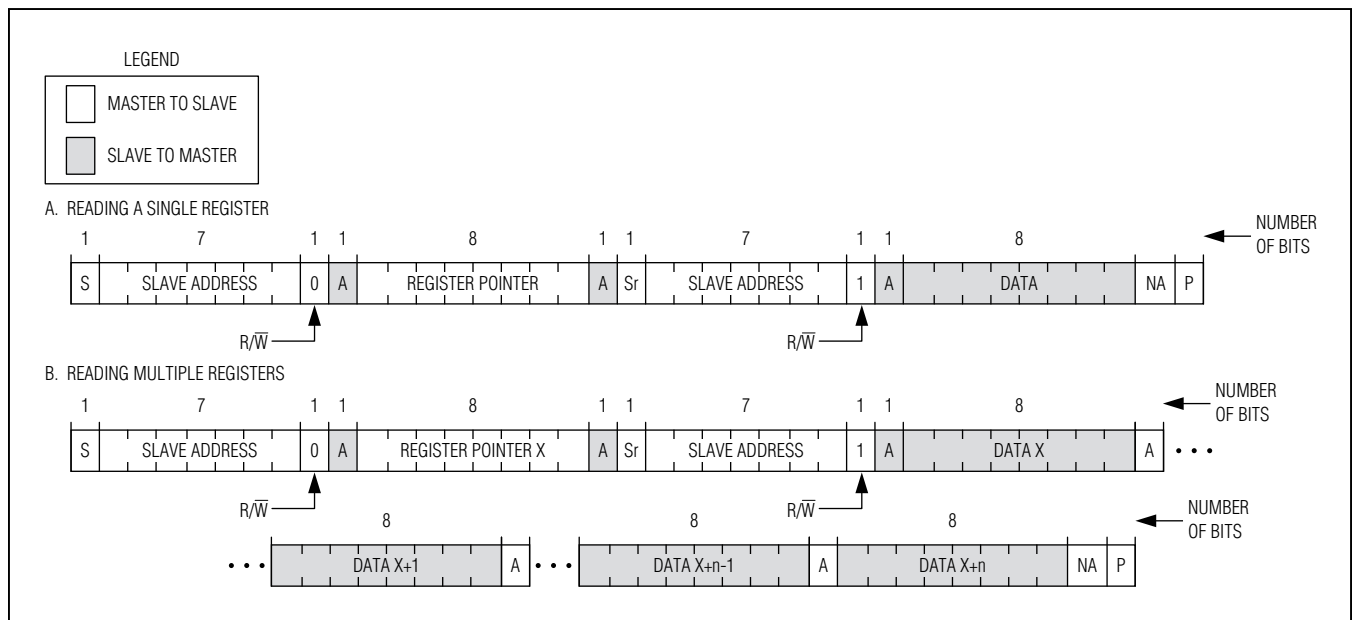 LEGEND
MASTER TO SLAVE
SLAVE TO MASTER
A. READING A SINGLE REGISTER
1 7 1 1 8 1 1 7 1 1 8 NUMBER OF BITS
S SLAVE ADDRESS 0 A REGISTER POINTER A Sr SLAVE ADDRESS 1 A DATA NA P
R/W̅ R/W̅
B. READING MULTIPLE REGISTERS
1 7 1 1 8 1 1 7 1 1 8 NUMBER OF BITS
S SLAVE ADDRESS 0 A REGISTER POINTER X A Sr SLAVE ADDRESS 1 A DATA X A • • •
R/W̅ R/W̅
8 8 8 NUMBER OF BITS
• • • DATA X+1 A • • • DATA X+n-1 A DATA X+n NA P